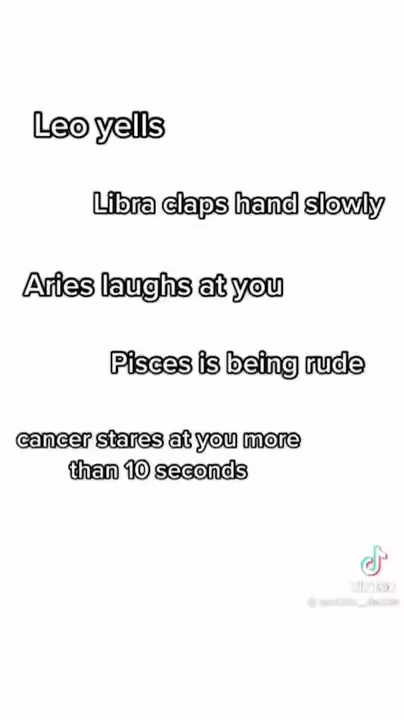 Leo yells
Libra claps hand slowly
Aries laughs at you
Pisces is being rude
cancer stares at you more
than 10 seconds
TikTok